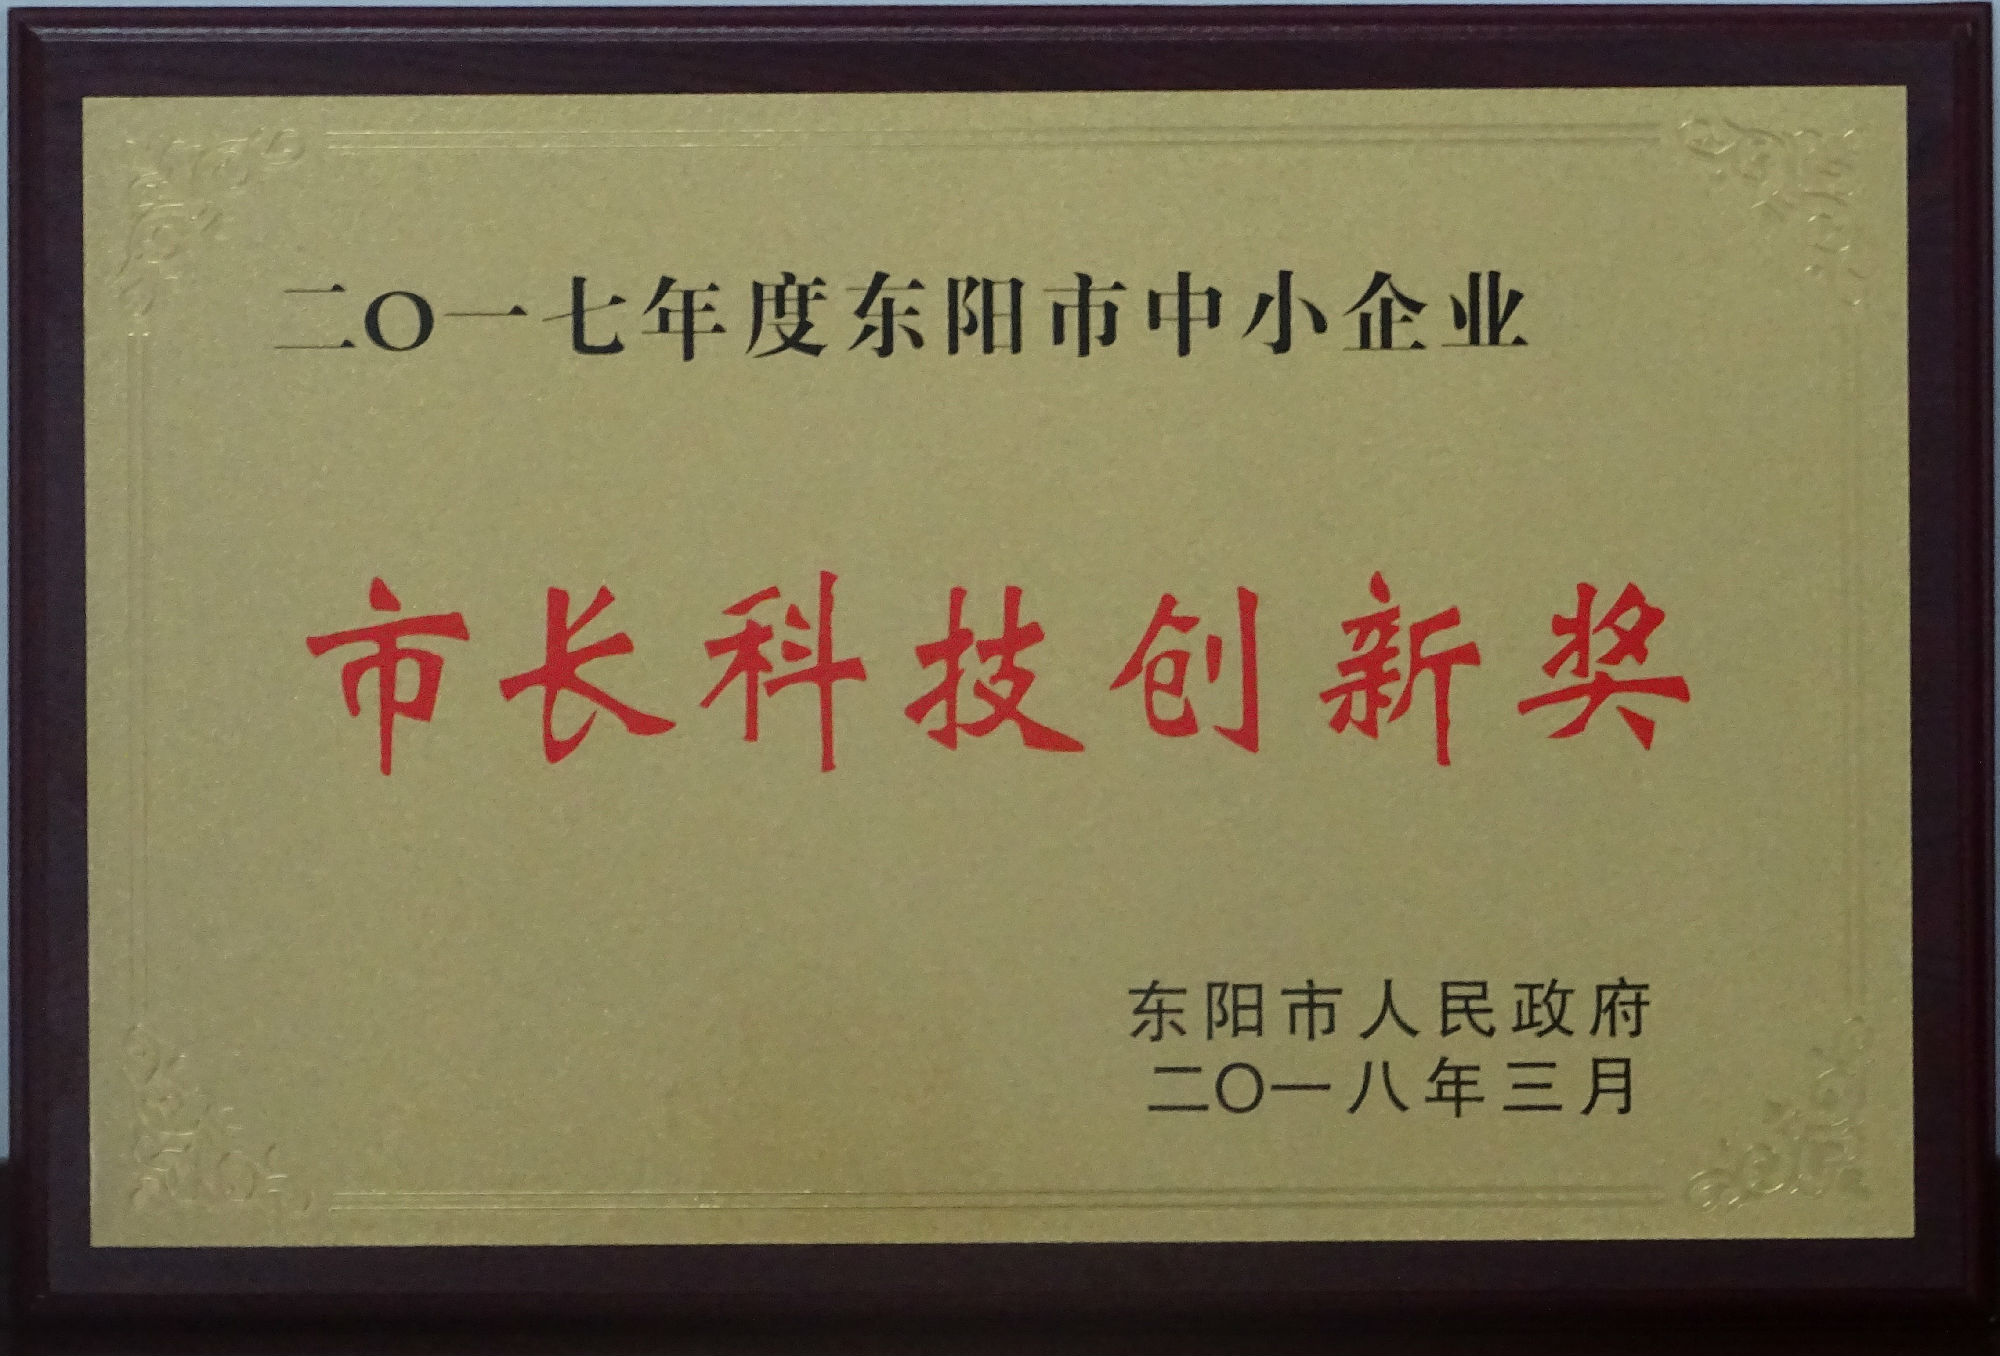 二〇一七年度东阳市中小企业
市长科技创新奖
东阳市人民政府
二〇一八年三月